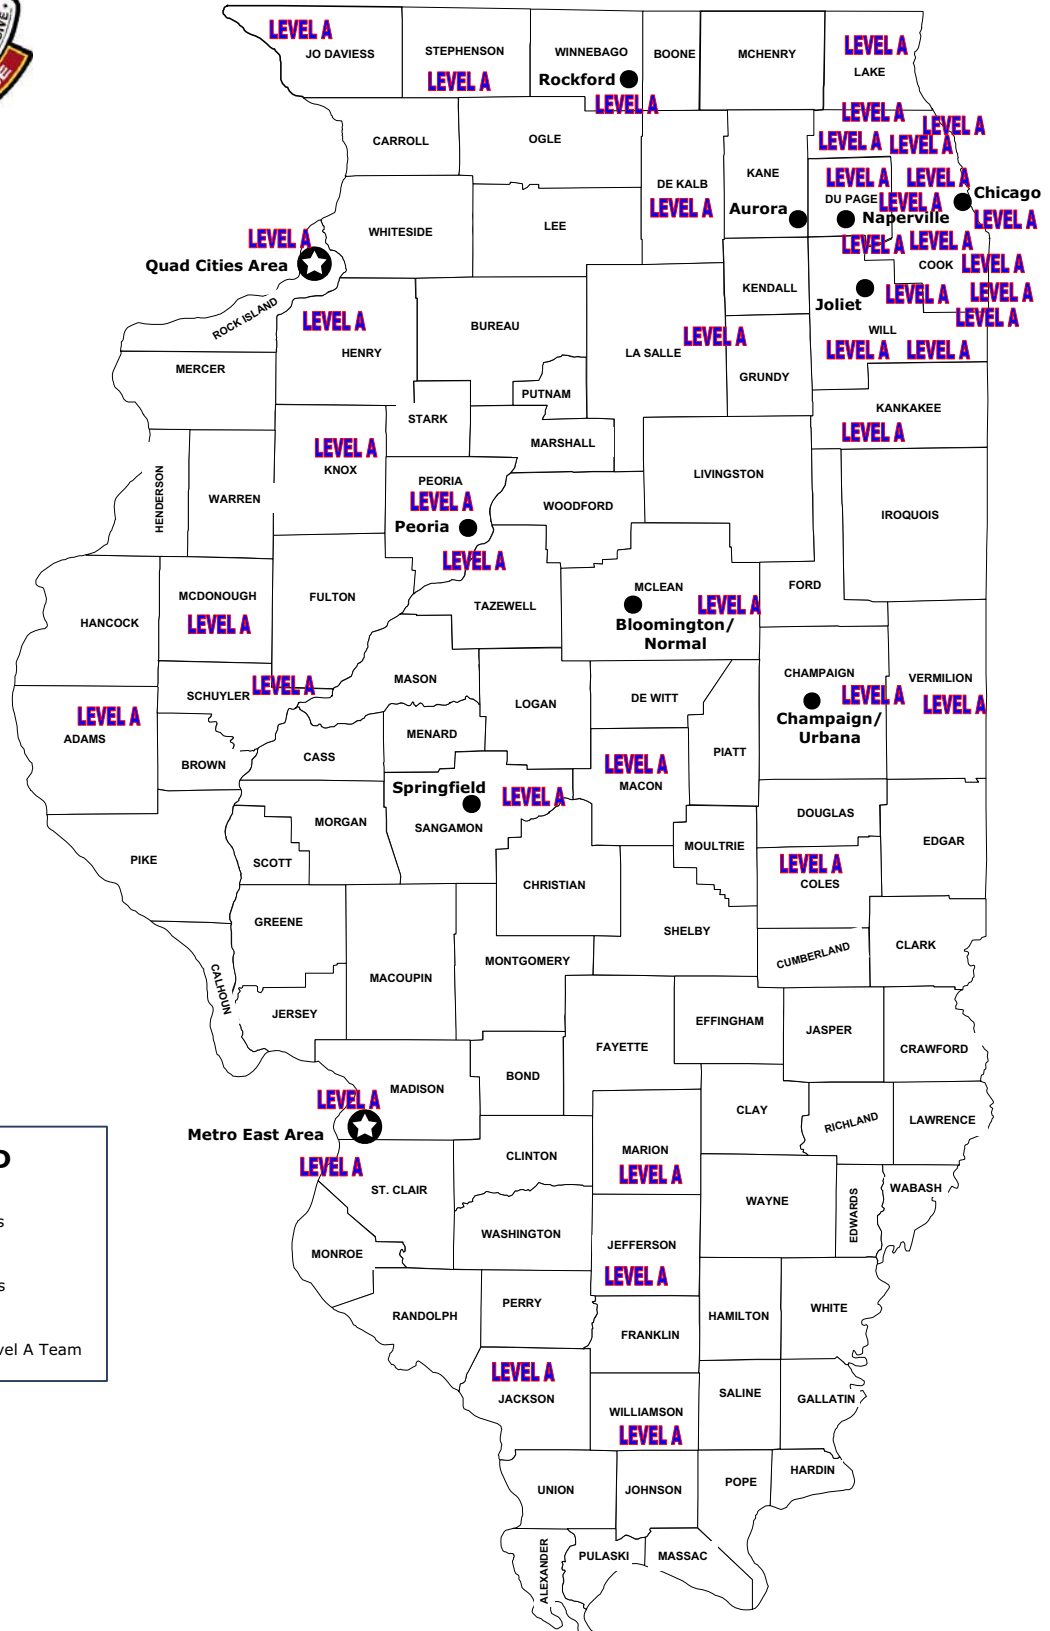 LEVEL A
JO DAVIESS
STEPHENSON
LEVEL A
WINNEBAGO
Rockford
LEVEL A
BOONE
MCHENRY
LEVEL A
LAKE
CARROLL
OGLE
LEVEL A
LEVEL A
LEVEL A
LEVEL A
DE KALB
LEVEL A
KANE
Aurora
LEVEL A
LEVEL A
DU PAGE
LEVEL A
Naperville
Chicago
LEVEL A
WHITESIDE
LEE
LEVEL A
Quad Cities Area
LEVEL A
LEVEL A
COOK
LEVEL A
KENDALL
Joliet
LEVEL A
LEVEL A
LEVEL A
ROCK ISLAND
LEVEL A
HENRY
BUREAU
LA SALLE
LEVEL A
WILL
LEVEL A
LEVEL A
MERCER
PUTNAM
GRUNDY
STARK
KANKAKEE
LEVEL A
LEVEL A
KNOX
MARSHALL
HENDERSON
WARREN
PEORIA
LEVEL A
Peoria
WOODFORD
LIVINGSTON
IROQUOIS
LEVEL A
TAZEWELL
HANCOCK
MCDONOUGH
LEVEL A
FULTON
MCLEAN
LEVEL A
Bloomington/
Normal
FORD
SCHUYLER
LEVEL A
MASON
LOGAN
DE WITT
CHAMPAIGN
LEVEL A
Champaign/
Urbana
VERMILION
LEVEL A
LEVEL A
ADAMS
BROWN
CASS
MENARD
PIATT
LEVEL A
MACON
Springfield
LEVEL A
SANGAMON
MORGAN
DOUGLAS
PIKE
SCOTT
CHRISTIAN
MOULTRIE
LEVEL A
COLES
EDGAR
GREENE
SHELBY
CALHOUN
MACOUPIN
MONTGOMERY
CUMBERLAND
CLARK
JERSEY
EFFINGHAM
JASPER
FAYETTE
CRAWFORD
LEVEL A
MADISON
BOND
CLAY
RICHLAND
LAWRENCE
Metro East Area
LEVEL A
ST. CLAIR
CLINTON
MARION
LEVEL A
WAYNE
EDWARDS
WABASH
MONROE
WASHINGTON
JEFFERSON
LEVEL A
RANDOLPH
PERRY
FRANKLIN
HAMILTON
WHITE
vel A Team
LEVEL A
JACKSON
WILLIAMSON
LEVEL A
SALINE
GALLATIN
UNION
JOHNSON
POPE
HARDIN
ALEXANDER
PULASKI
MASSAC